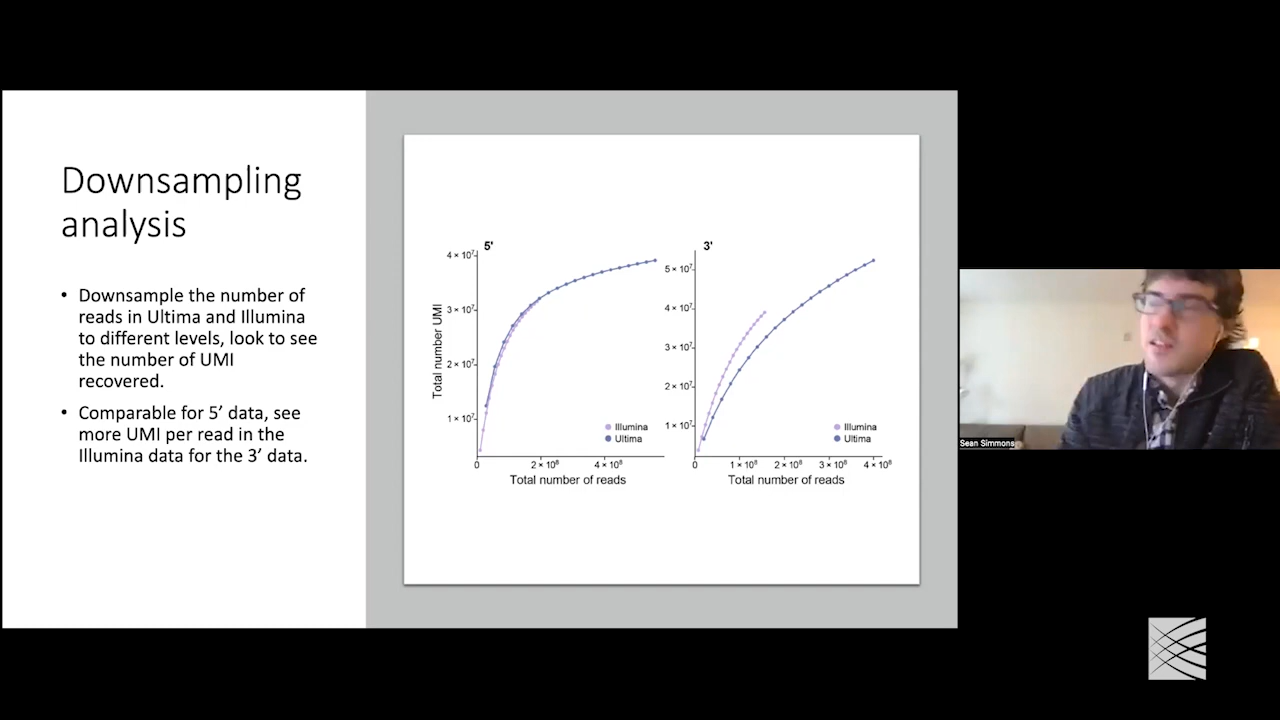 Downsampling
analysis
• Downsample the number of
reads in Ultima and Illumina
to different levels, look to see
the number of UMI
recovered.
• Comparable for 5’ data, see
more UMI per read in the
Illumina data for the 3’ data.
5'
Total number UMI
4 × 10⁷
3 × 10⁷
2 × 10⁷
1 × 10⁷
Illumina
Ultima
0
2 × 10⁸
4 × 10⁸
Total number of reads
3'
5 × 10⁷
4 × 10⁷
3 × 10⁷
2 × 10⁷
1 × 10⁷
Illumina
Ultima
0
1 × 10⁸
2 × 10⁸
3 × 10⁸
4 × 10⁸
Total number of reads
Sean Simmons